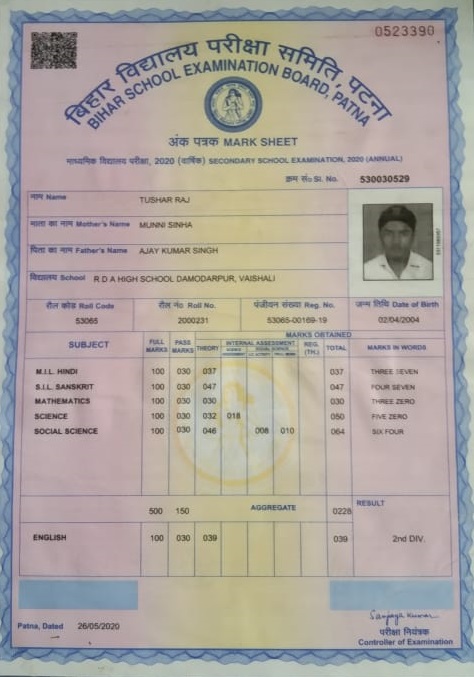 0523390
बिहार विद्यालय परीक्षा समिति, पटना
BIHAR SCHOOL EXAMINATION BOARD, PATNA
अंक पत्रक MARK SHEET
माध्यमिक विद्यालय परीक्षा, 2020 (वार्षिक) SECONDARY SCHOOL EXAMINATION, 2020 (ANNUAL)
क्रम सं० Sl. No. 530030529
नाम Name TUSHAR RAJ
माता का नाम Mother's Name MUNNI SINHA
पिता का नाम Father's Name AJAY KUMAR SINGH
विद्यालय School R D A HIGH SCHOOL DAMODARPUR, VAISHALI
रौल कोड Roll Code रौल नं० Roll No. पंजीयन संख्या Reg. No. जन्म तिथि Date of Birth
53065 2000231 53065-00169-19 02/04/2004
SUBJECT FULL MARKS PASS MARKS MARKS OBTAINED
THEORY INTERNAL ASSESSMENT REG. (TH.) TOTAL MARKS IN WORDS
M.I.L. HINDI 100 030 037 037 THREE SEVEN
S.I.L. SANSKRIT 100 030 047 047 FOUR SEVEN
MATHEMATICS 100 030 030 030 THREE ZERO
SCIENCE 100 030 032 018 050 FIVE ZERO
SOCIAL SCIENCE 100 030 046 008 010 064 SIX FOUR
500 150 AGGREGATE 0228 RESULT
ENGLISH 100 030 039 039 2nd DIV.
Patna, Dated 26/05/2020
Sanjaya Kumar
परीक्षा नियंत्रक
Controller of Examination